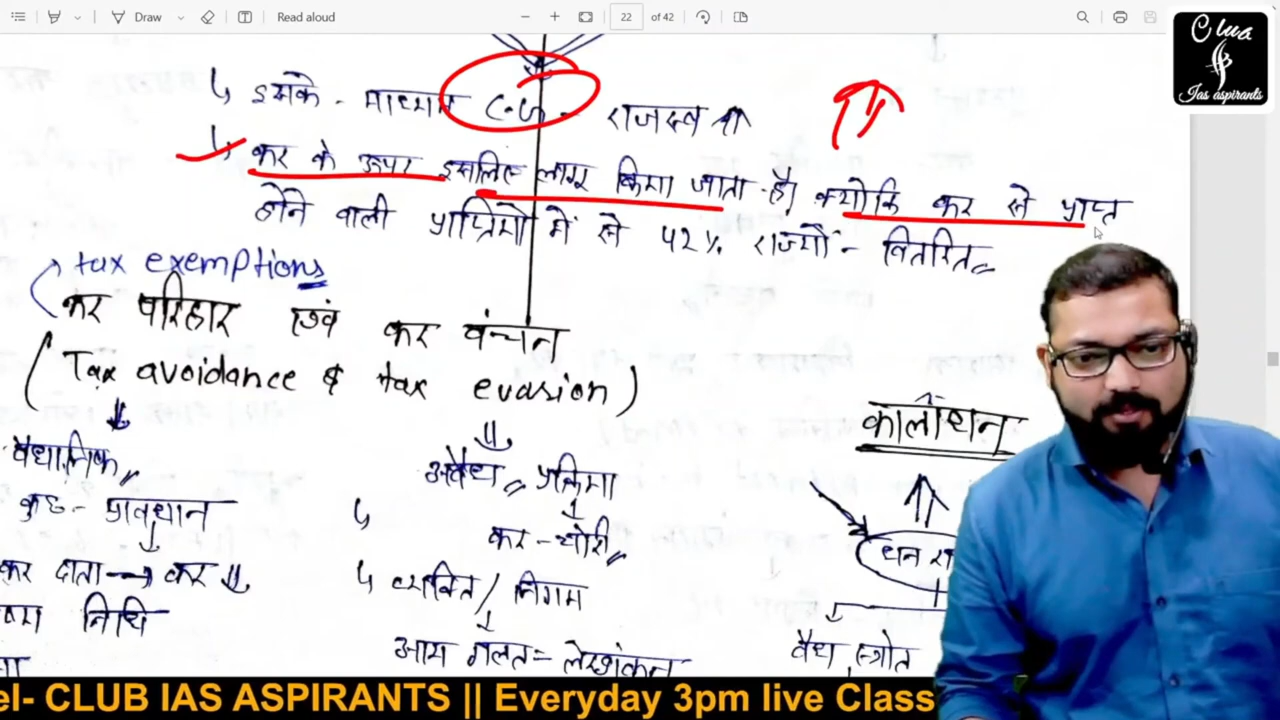 Draw
Read aloud
22 of 42
Club
Ias aspirants
↳ इसके - माध्यम C.G - राजस्व ⇈
↳ कर के ऊपर इसलिए लागू किया जाता है। क्योंकि कर से प्राप्त
होने वाली प्राप्तियों में से 42% राज्यों - वितरित
tax exemptions
कर परिहार एवं कर वंचन
(Tax avoidance & tax evasion)
कालाधन
वैधानिक
अवैध प्रक्रिया
कुछ - प्रावधान
कर - चोरी
धन
कर दाता → कर ⇊
↳ व्यक्ति / निगम
निधि
आय गलत = लेखांकन
वैध स्त्रोत
el- CLUB IAS ASPIRANTS || Everyday 3pm live Class